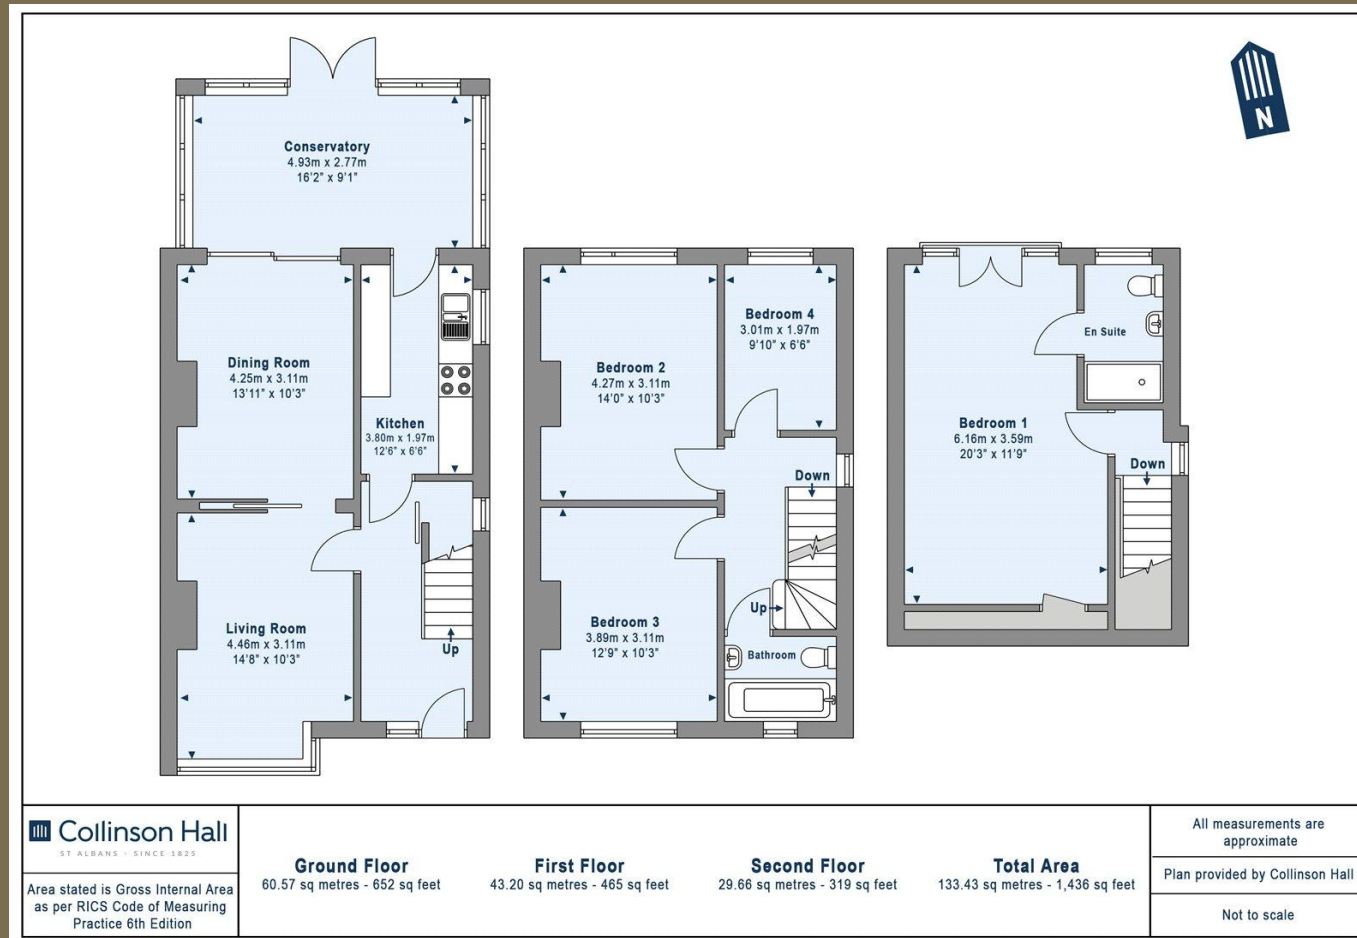 Conservatory
4.93m x 2.77m
16'2" x 9'1"
N
Dining Room
4.25m x 3.11m
13'11" x 10'3"
Kitchen
3.80m x 1.97m
12'6" x 6'6"
Living Room
4.46m x 3.11m
14'8" x 10'3"
Up
Bedroom 2
4.27m x 3.11m
14'0" x 10'3"
Bedroom 4
3.01m x 1.97m
9'10" x 6'6"
Down
Bedroom 3
3.89m x 3.11m
12'9" x 10'3"
Up
Bathroom
En Suite
Bedroom 1
6.16m x 3.59m
20'3" x 11'9"
Down
Collinson Hall
ST ALBANS · SINCE 1825
Area stated is Gross Internal Area
as per RICS Code of Measuring
Practice 6th Edition
Ground Floor
60.57 sq metres - 652 sq feet
First Floor
43.20 sq metres - 465 sq feet
Second Floor
29.66 sq metres - 319 sq feet
Total Area
133.43 sq metres - 1,436 sq feet
All measurements are
approximate
Plan provided by Collinson Hall
Not to scale